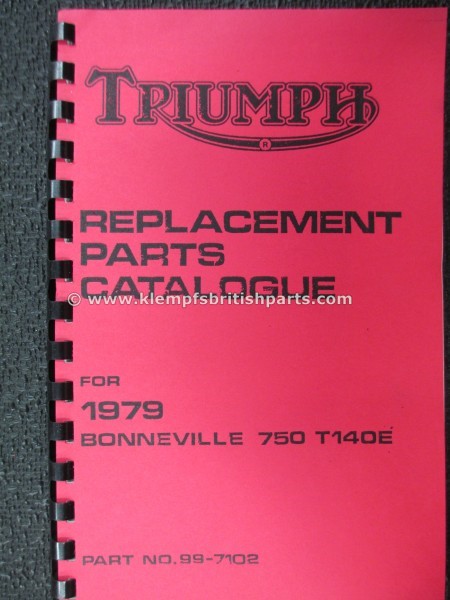 TRIUMPH
®
REPLACEMENT
PARTS
CATALOGUE
© www.klempfsbritishparts.com
FOR
1979
BONNEVILLE 750 T140E
PART NO.99-7102